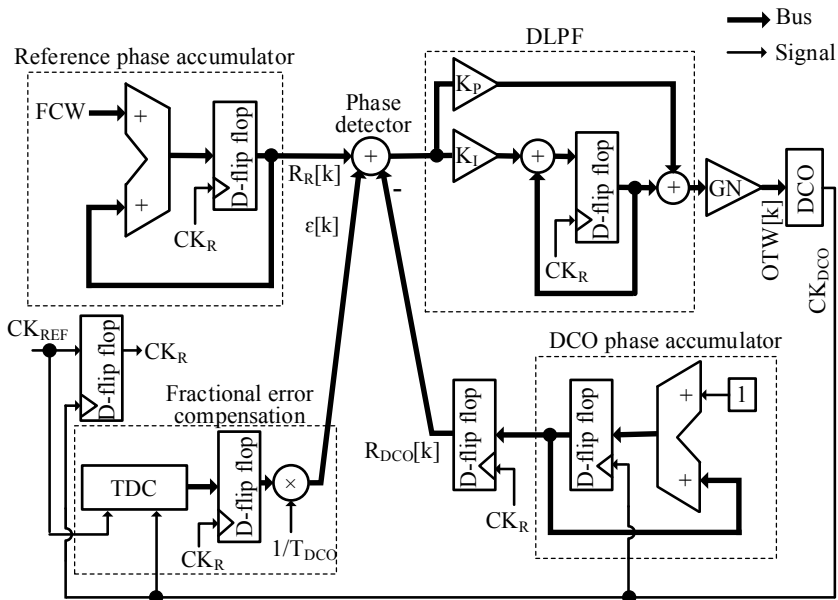 Bus
Signal
DLPF
Reference phase accumulator
FCW
+
+
D-flip flop
CK_R
R_R[k]
Phase
detector
+
-
ε[k]
K_P
K_I
+
D-flip flop
CK_R
+
GN
OTW[k]
DCO
CK_DCO
CK_REF
D-flip flop
CK_R
Fractional error
compensation
TDC
D-flip flop
CK_R
×
1/T_DCO
DCO phase accumulator
R_DCO[k]
D-flip flop
CK_R
D-flip flop
+
1
+